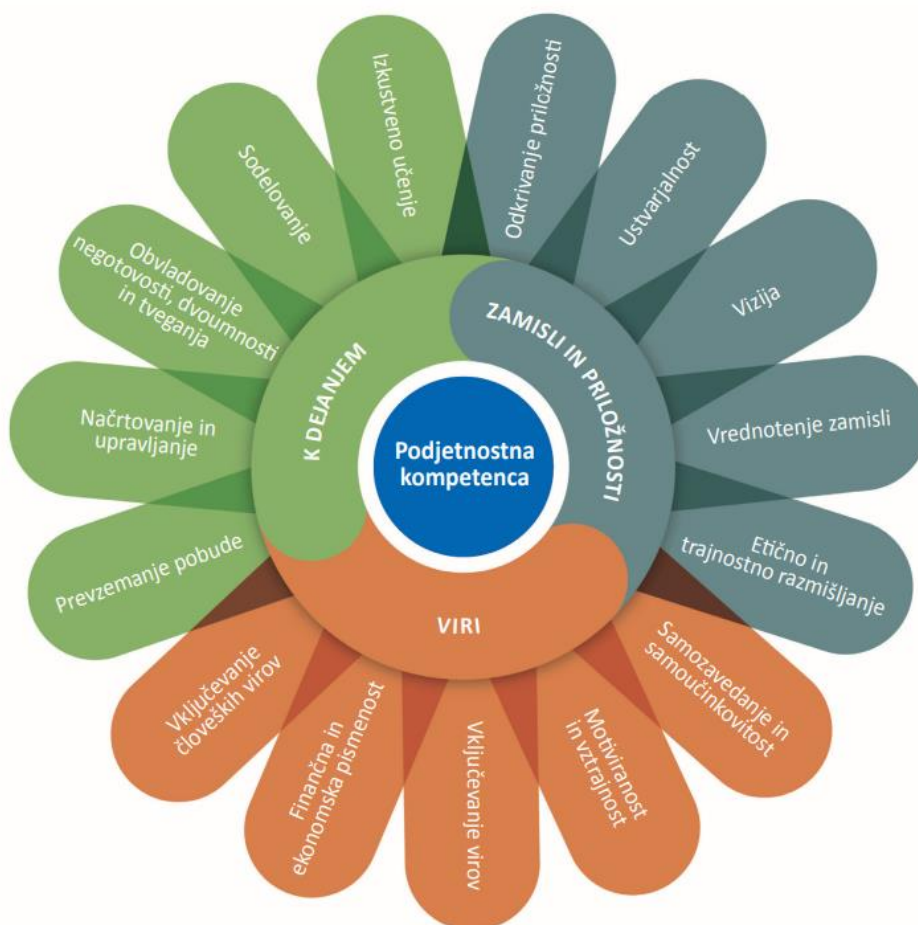 Podjetnostna
kompetenca
ZAMISLI IN PRILOŽNOSTI
Odkrivanje priložnosti
Ustvarjalnost
Vizija
Vrednotenje zamisli
Etično in
trajnostno razmišljanje
VIRI
Samozavedanje in
samoučinkovitost
Motiviranost
in vztrajnost
Vključevanje virov
Finančna in
ekonomska pismenost
Vključevanje
človeških virov
K DEJANJEM
Prevzemanje pobude
Načrtovanje in
upravljanje
Obvladovanje
negotovosti, dvoumnosti
in tveganja
Sodelovanje
Izkustveno učenje